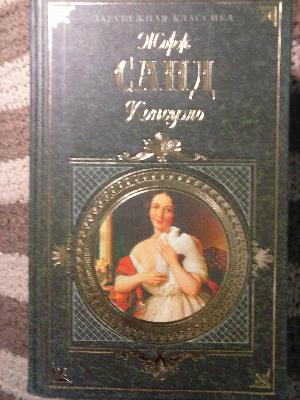 ЗАРУБЕЖНАЯ КЛАССИКА
Жорж
САНД
Консуэло